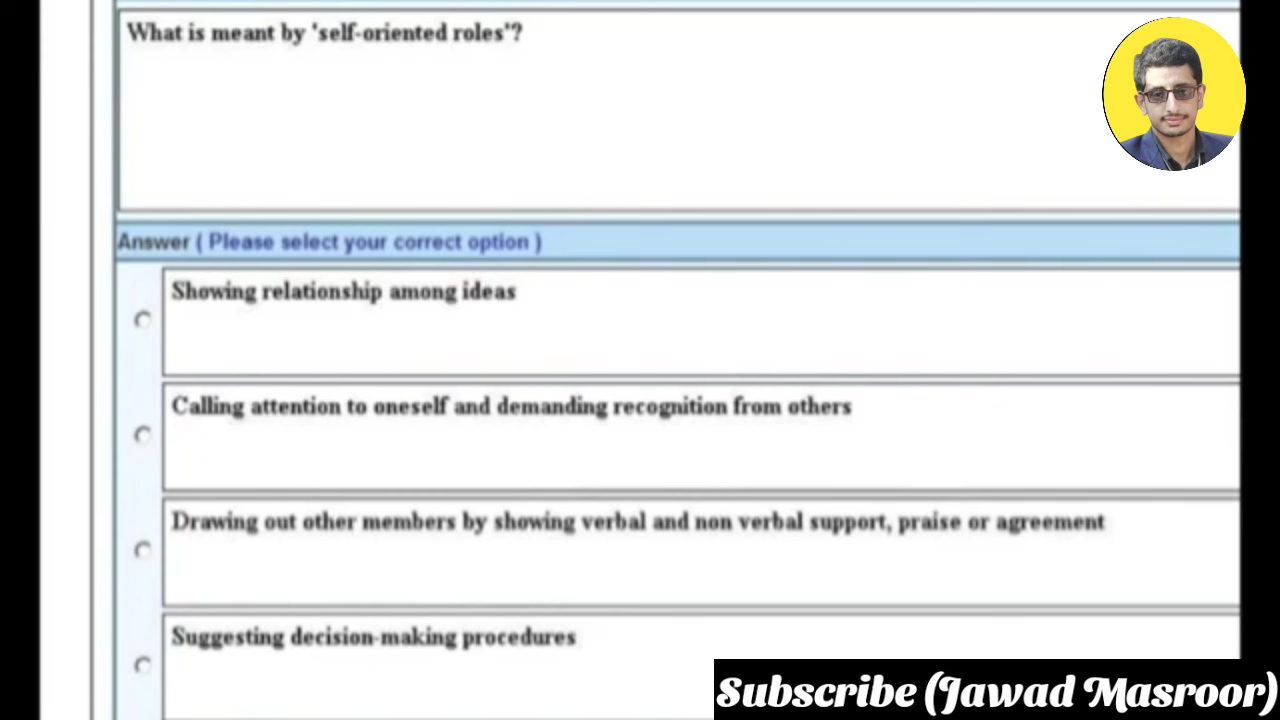 What is meant by 'self-oriented roles'?
Answer ( Please select your correct option )
Showing relationship among ideas
Calling attention to oneself and demanding recognition from others
Drawing out other members by showing verbal and non verbal support, praise or agreement
Suggesting decision-making procedures
Subscribe (Jawad Masroor)